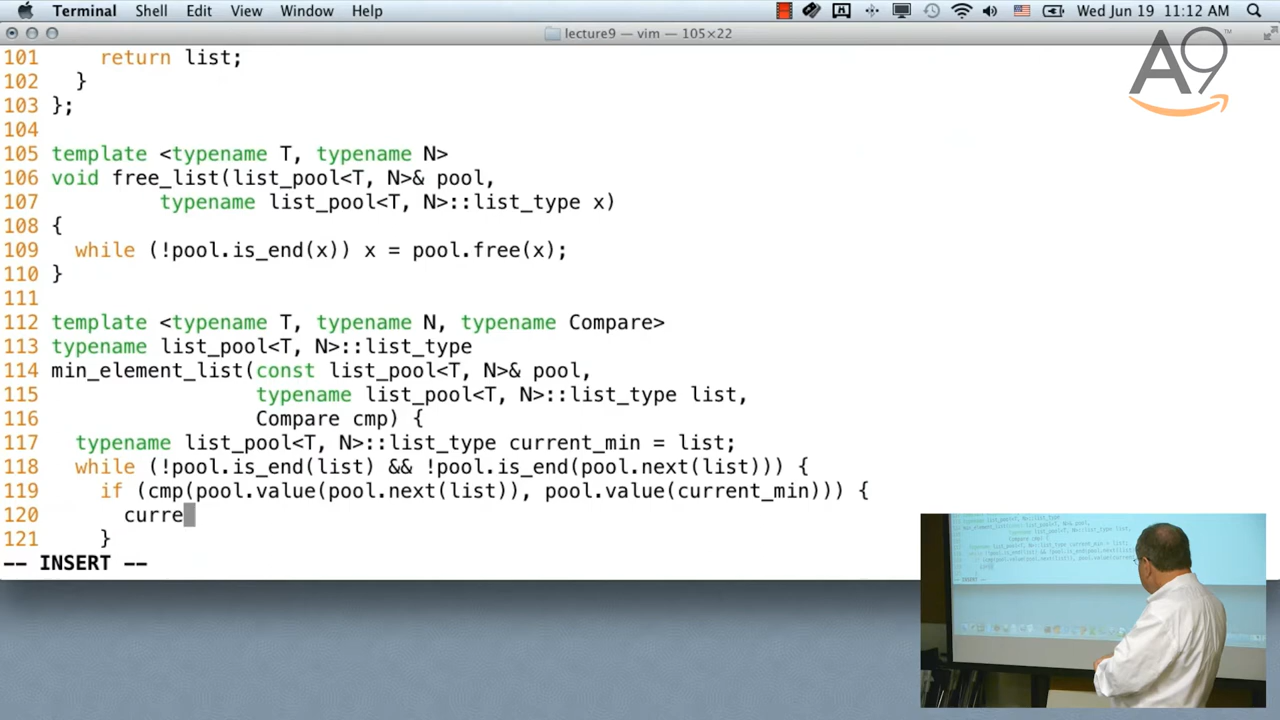 Terminal Shell Edit View Window Help Wed Jun 19 11:12 AM
lecture9 — vim — 105×22
A9™
101 return list;
102 }
103 };
104
105 template <typename T, typename N>
106 void free_list(list_pool<T, N>& pool,
107 typename list_pool<T, N>::list_type x)
108 {
109 while (!pool.is_end(x)) x = pool.free(x);
110 }
111
112 template <typename T, typename N, typename Compare>
113 typename list_pool<T, N>::list_type
114 min_element_list(const list_pool<T, N>& pool,
115 typename list_pool<T, N>::list_type list,
116 Compare cmp) {
117 typename list_pool<T, N>::list_type current_min = list;
118 while (!pool.is_end(list) && !pool.is_end(pool.next(list))) {
119 if (cmp(pool.value(pool.next(list)), pool.value(current_min))) {
120 curre
121 }
-- INSERT --